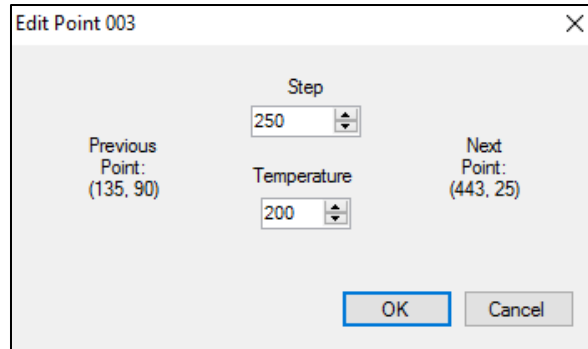 Edit Point 003
Step
250
Previous
Point:
(135, 90)
Temperature
200
Next
Point:
(443, 25)
OK
Cancel